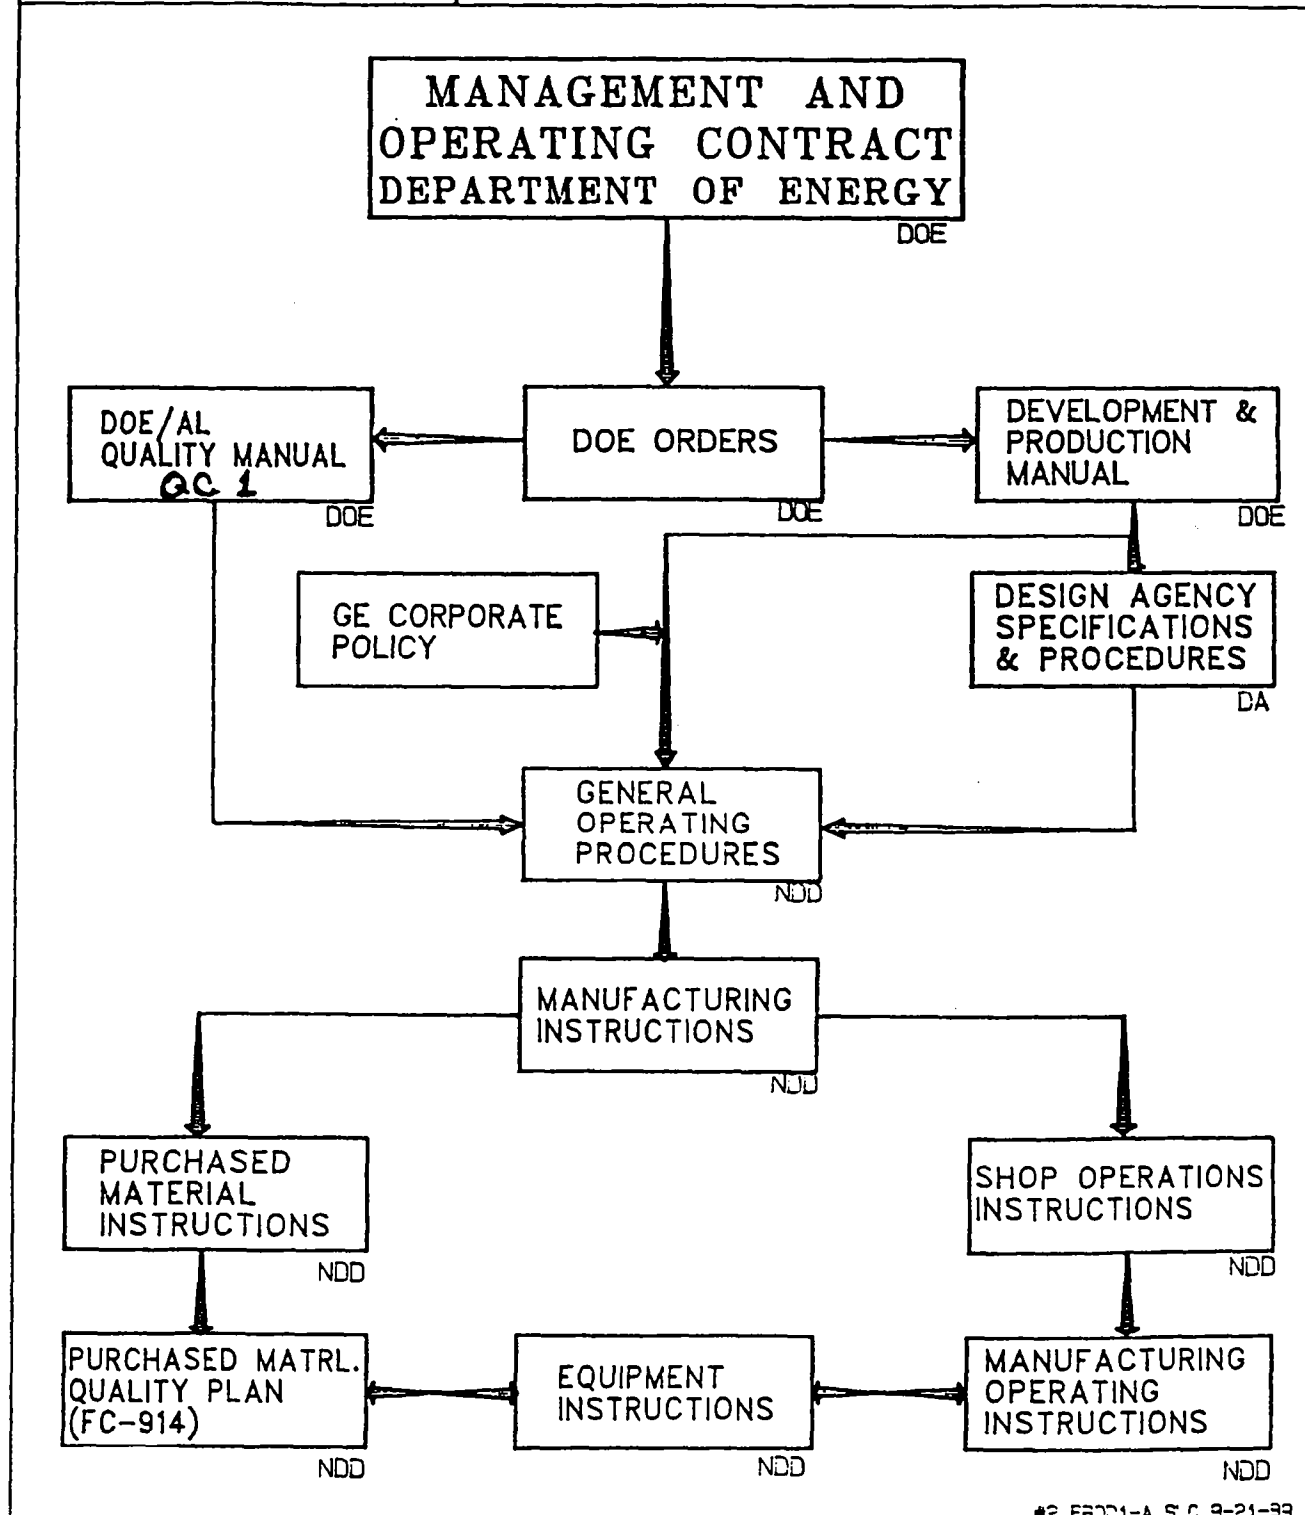 MANAGEMENT AND
OPERATING CONTRACT
DEPARTMENT OF ENERGY
DOE
DOE/AL
QUALITY MANUAL
QC 1
DOE
DOE ORDERS
DOE
DEVELOPMENT &
PRODUCTION
MANUAL
DOE
GE CORPORATE
POLICY
DESIGN AGENCY
SPECIFICATIONS
& PROCEDURES
DA
GENERAL
OPERATING
PROCEDURES
NDD
MANUFACTURING
INSTRUCTIONS
NDD
PURCHASED
MATERIAL
INSTRUCTIONS
NDD
SHOP OPERATIONS
INSTRUCTIONS
NDD
PURCHASED MATRL.
QUALITY PLAN
(FC-914)
NDD
EQUIPMENT
INSTRUCTIONS
NDD
MANUFACTURING
OPERATING
INSTRUCTIONS
NDD